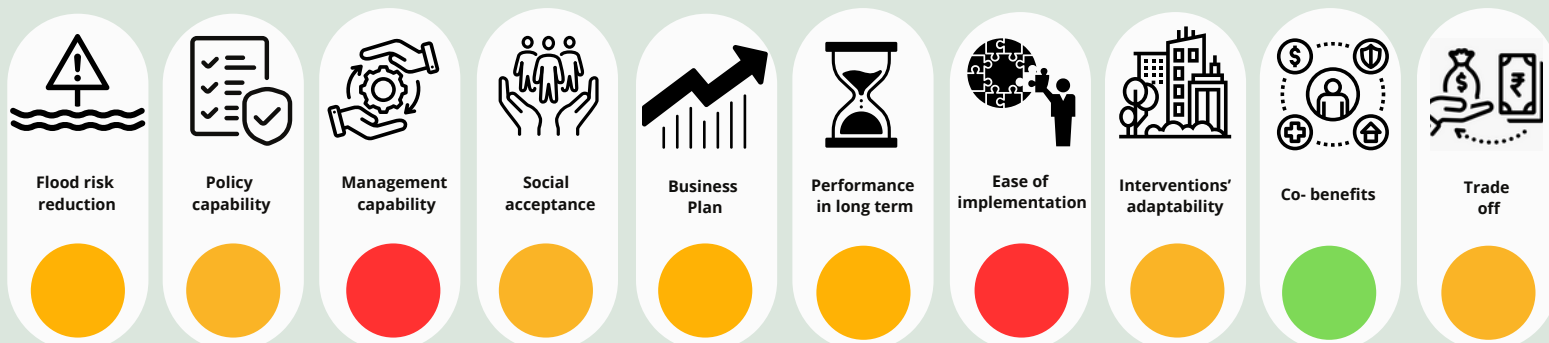 $
$
₹
Flood risk
reduction
Policy
capability
Management
capability
Social
acceptance
Business
Plan
Performance
in long term
Ease of
implementation
Interventions’
adaptability
Co- benefits
Trade
off